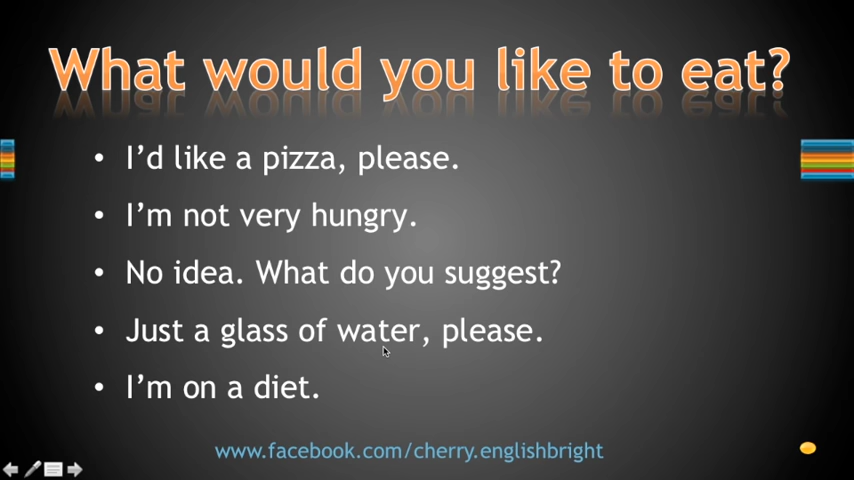 What would you like to eat?
• I’d like a pizza, please.
• I’m not very hungry.
• No idea. What do you suggest?
• Just a glass of water, please.
• I’m on a diet.
www.facebook.com/cherry.englishbright